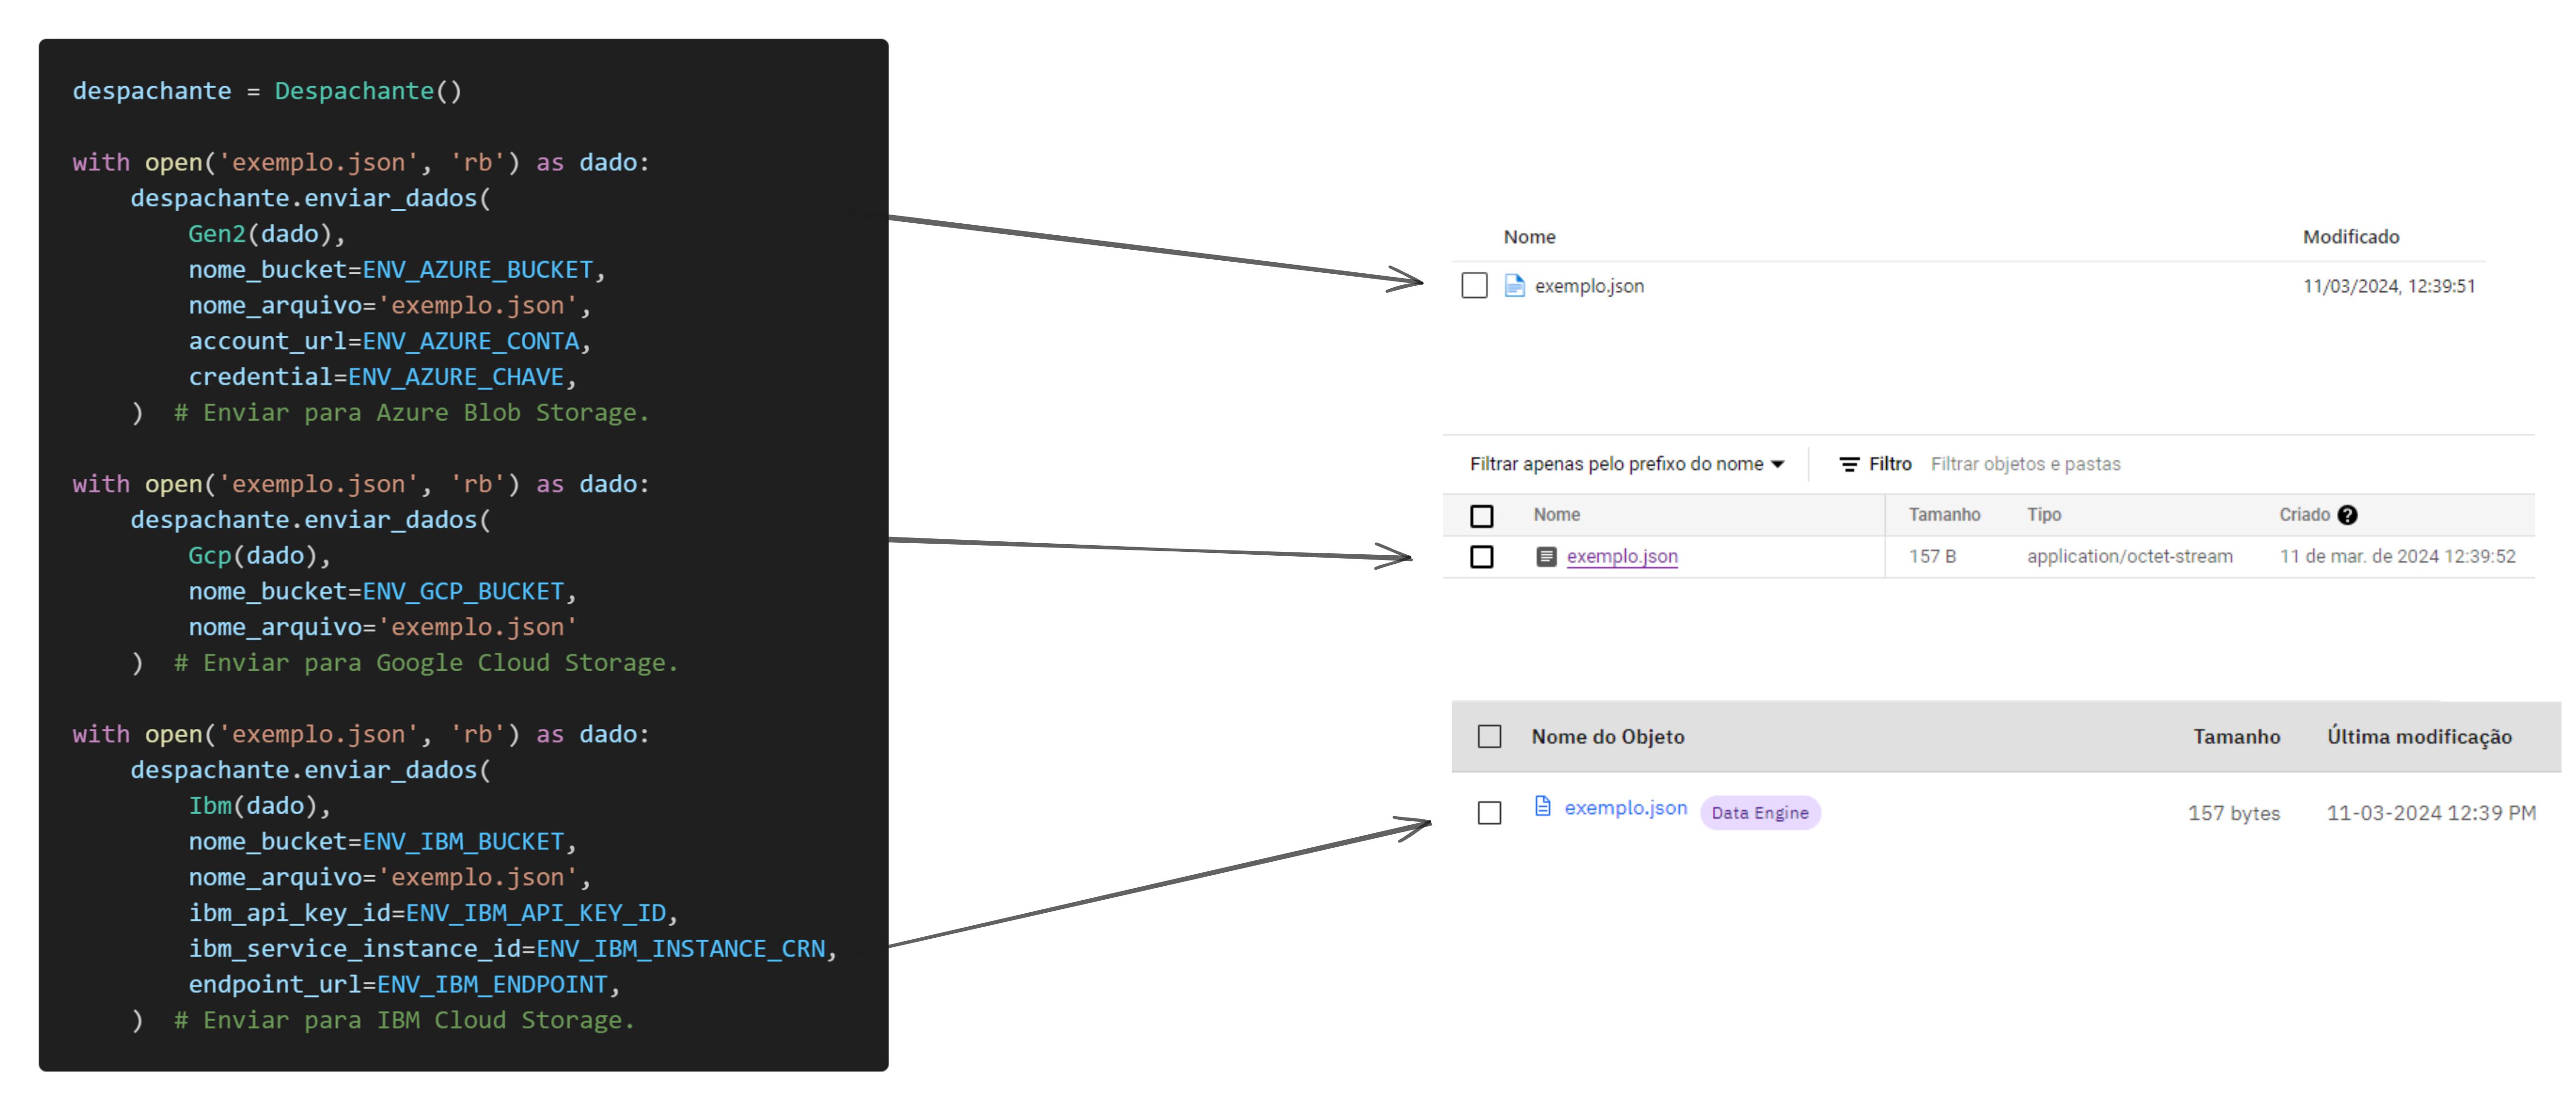 despachante = Despachante()
with open('exemplo.json', 'rb') as dado:
    despachante.enviar_dados(
        Gen2(dado),
        nome_bucket=ENV_AZURE_BUCKET,
        nome_arquivo='exemplo.json',
        account_url=ENV_AZURE_CONTA,
        credential=ENV_AZURE_CHAVE,
    )  # Enviar para Azure Blob Storage.
with open('exemplo.json', 'rb') as dado:
    despachante.enviar_dados(
        Gcp(dado),
        nome_bucket=ENV_GCP_BUCKET,
        nome_arquivo='exemplo.json'
    )  # Enviar para Google Cloud Storage.
with open('exemplo.json', 'rb') as dado:
    despachante.enviar_dados(
        Ibm(dado),
        nome_bucket=ENV_IBM_BUCKET,
        nome_arquivo='exemplo.json',
        ibm_api_key_id=ENV_IBM_API_KEY_ID,
        ibm_service_instance_id=ENV_IBM_INSTANCE_CRN,
        endpoint_url=ENV_IBM_ENDPOINT,
    )  # Enviar para IBM Cloud Storage.
Nome Modificado
exemplo.json 11/03/2024, 12:39:51
Filtrar apenas pelo prefixo do nome Filtro Filtrar objetos e pastas
Nome Tamanho Tipo Criado ?
exemplo.json 157 B application/octet-stream 11 de mar. de 2024 12:39:52
Nome do Objeto Tamanho Última modificação
exemplo.json Data Engine 157 bytes 11-03-2024 12:39 PM